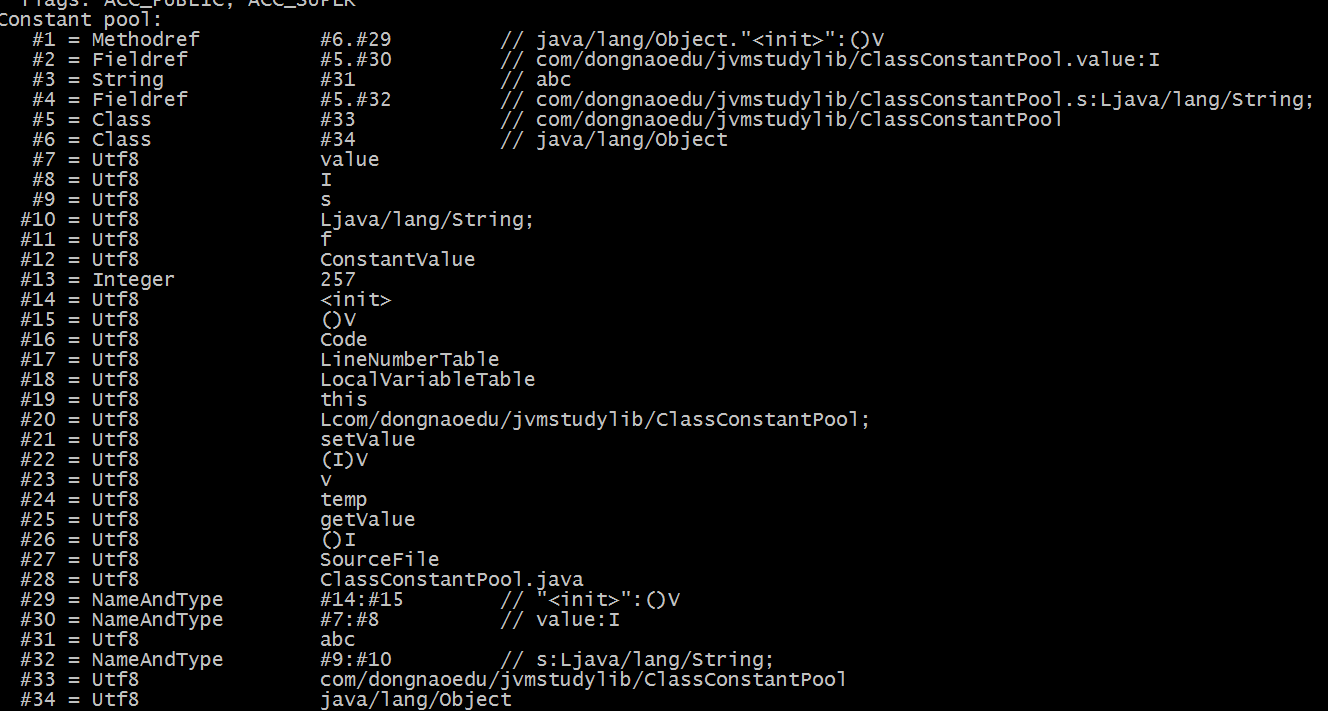 flags: ACC_PUBLIC, ACC_SUPER
Constant pool:
#1 = Methodref #6.#29 // java/lang/Object."<init>":()V
#2 = Fieldref #5.#30 // com/dongnaoedu/jvmstudylib/ClassConstantPool.value:I
#3 = String #31 // abc
#4 = Fieldref #5.#32 // com/dongnaoedu/jvmstudylib/ClassConstantPool.s:Ljava/lang/String;
#5 = Class #33 // com/dongnaoedu/jvmstudylib/ClassConstantPool
#6 = Class #34 // java/lang/Object
#7 = Utf8 value
#8 = Utf8 I
#9 = Utf8 s
#10 = Utf8 Ljava/lang/String;
#11 = Utf8 f
#12 = Utf8 ConstantValue
#13 = Integer 257
#14 = Utf8 <init>
#15 = Utf8 ()V
#16 = Utf8 Code
#17 = Utf8 LineNumberTable
#18 = Utf8 LocalVariableTable
#19 = Utf8 this
#20 = Utf8 Lcom/dongnaoedu/jvmstudylib/ClassConstantPool;
#21 = Utf8 setValue
#22 = Utf8 (I)V
#23 = Utf8 v
#24 = Utf8 temp
#25 = Utf8 getValue
#26 = Utf8 ()I
#27 = Utf8 SourceFile
#28 = Utf8 ClassConstantPool.java
#29 = NameAndType #14:#15 // "<init>":()V
#30 = NameAndType #7:#8 // value:I
#31 = Utf8 abc
#32 = NameAndType #9:#10 // s:Ljava/lang/String;
#33 = Utf8 com/dongnaoedu/jvmstudylib/ClassConstantPool
#34 = Utf8 java/lang/Object